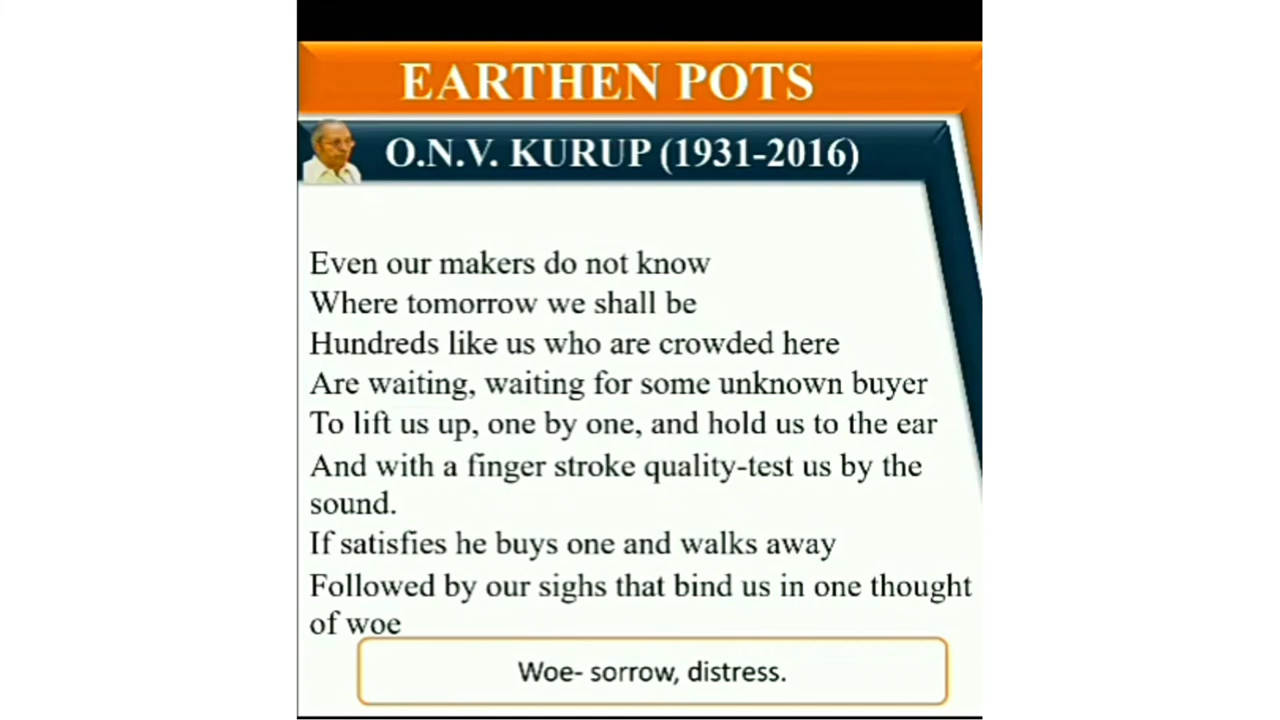 EARTHEN POTS
O.N.V. KURUP (1931-2016)
Even our makers do not know
Where tomorrow we shall be
Hundreds like us who are crowded here
Are waiting, waiting for some unknown buyer
To lift us up, one by one, and hold us to the ear
And with a finger stroke quality-test us by the
sound.
If satisfies he buys one and walks away
Followed by our sighs that bind us in one thought
of woe
Woe- sorrow, distress.